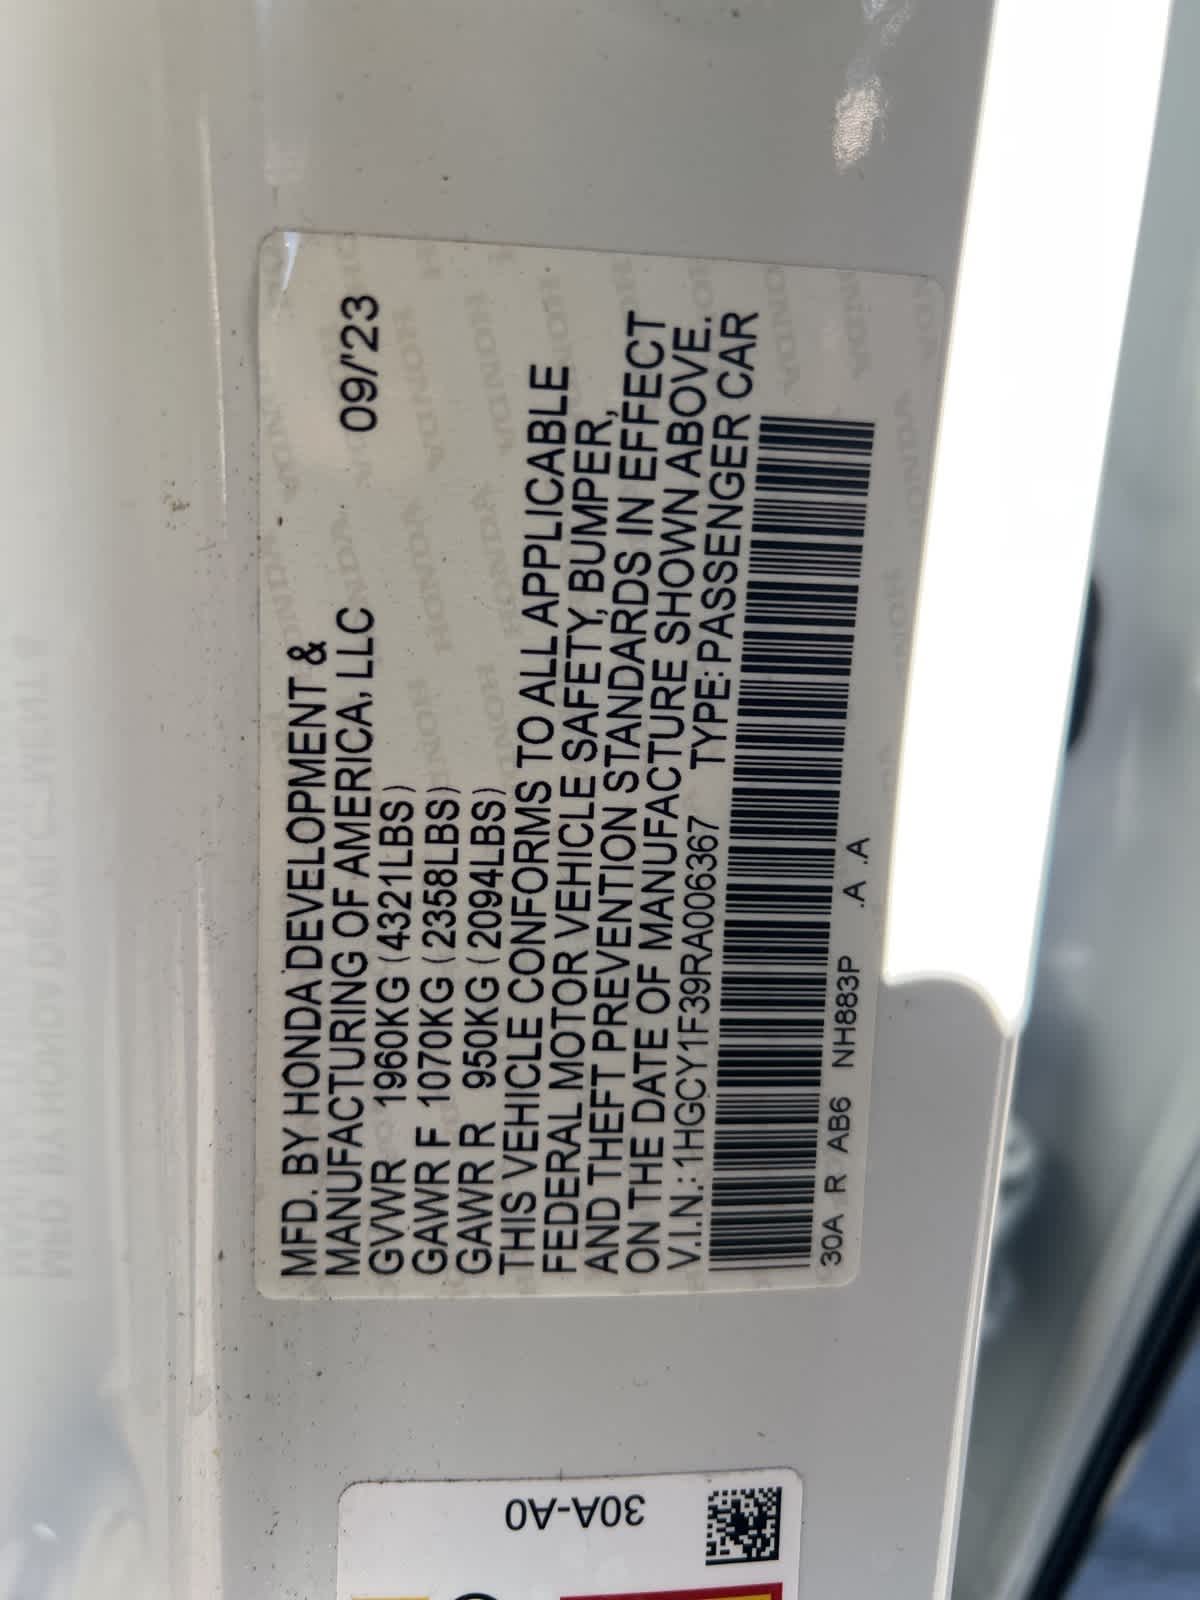 MFD. BY HONDA DEVELOPMENT &
MANUFACTURING OF AMERICA, LLC 09/'23
GVWR 1960KG (4321LBS)
GAWR F 1070KG (2358LBS)
GAWR R 950KG (2094LBS)
THIS VEHICLE CONFORMS TO ALL APPLICABLE
FEDERAL MOTOR VEHICLE SAFETY, BUMPER,
AND THEFT PREVENTION STANDARDS IN EFFECT
ON THE DATE OF MANUFACTURE SHOWN ABOVE.
V.I.N.: 1HGCY1F39RA006367 TYPE: PASSENGER CAR
30A R AB6 NH883P .A .A
30A-A0